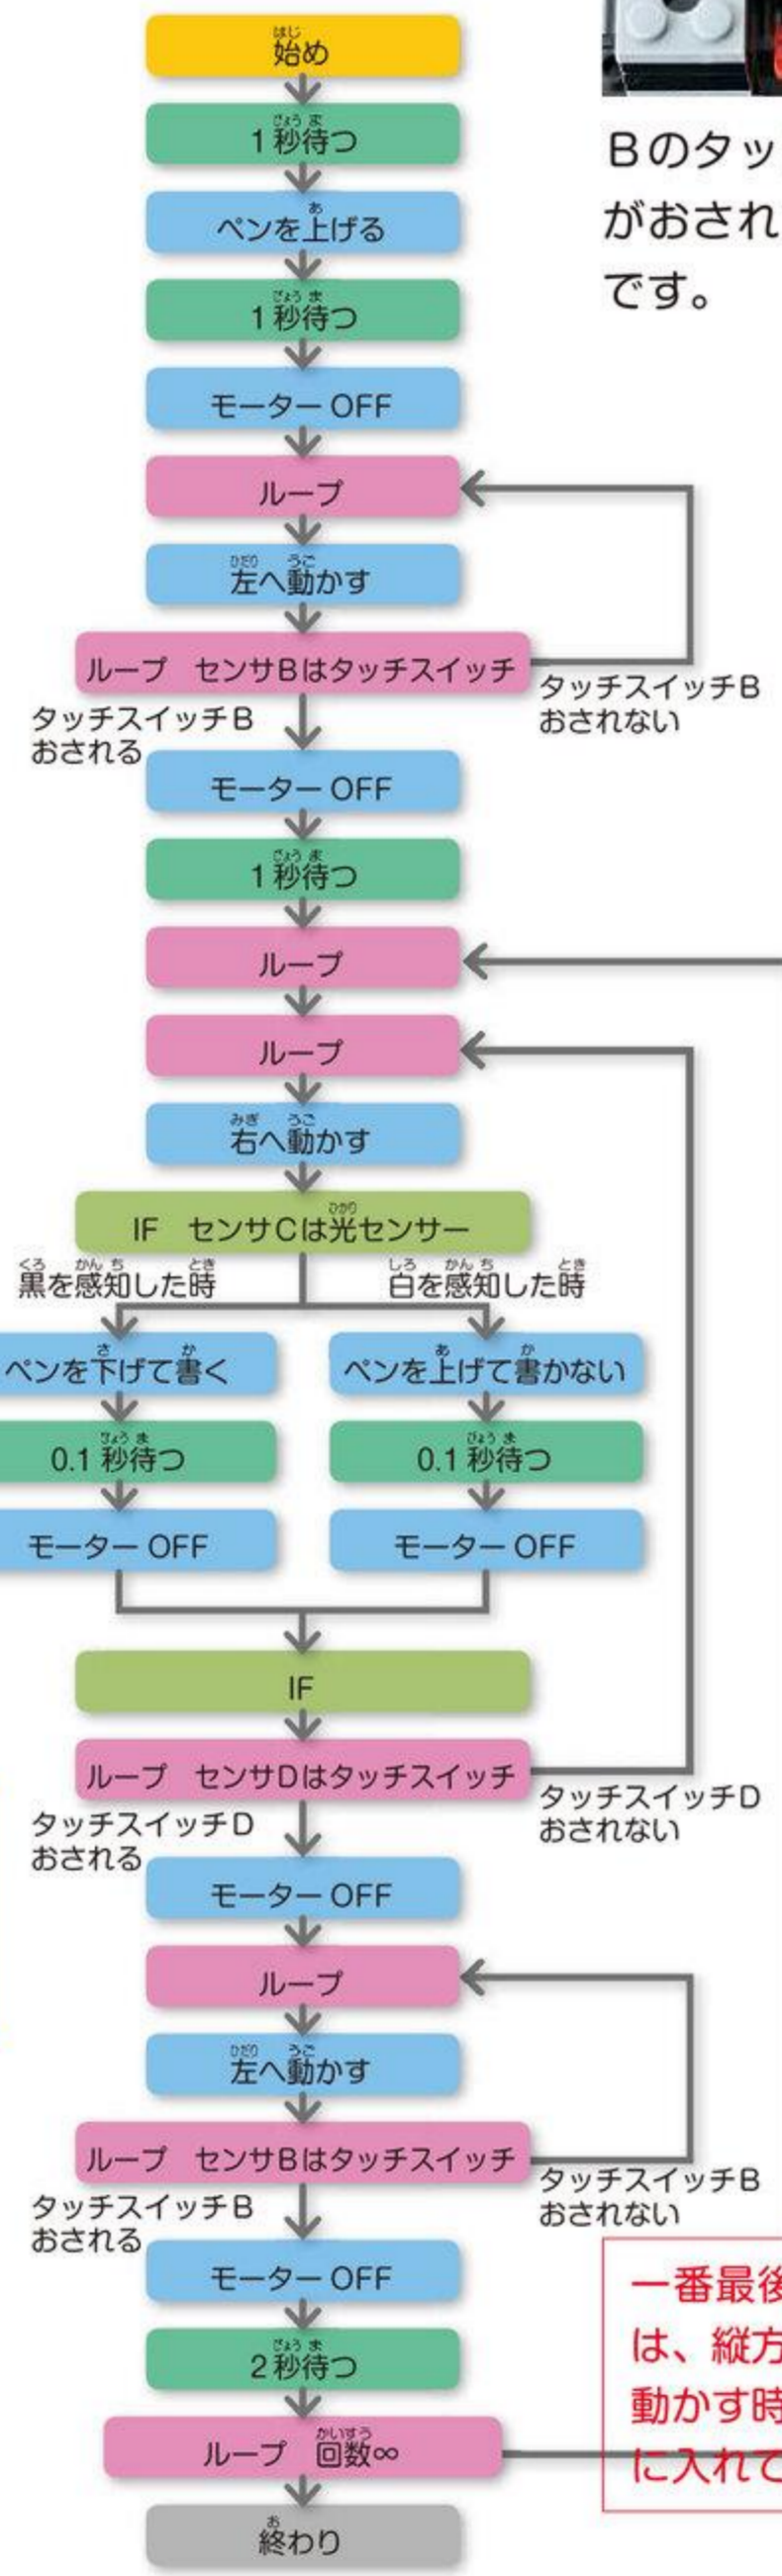 始め
1秒待つ
ペンを上げる
1秒待つ
モーター OFF
ループ
左へ動かす
ループ　センサBはタッチスイッチ
タッチスイッチB
おされる
タッチスイッチB
おされない
モーター OFF
1秒待つ
ループ
ループ
右へ動かす
IF　センサCは光センサー
黒を感知した時
白を感知した時
ペンを下げて書く
ペンを上げて書かない
0.1秒待つ
0.1秒待つ
モーター OFF
モーター OFF
IF
ループ　センサDはタッチスイッチ
タッチスイッチD
おされる
タッチスイッチD
おされない
モーター OFF
ループ
左へ動かす
ループ　センサBはタッチスイッチ
タッチスイッチB
おされる
タッチスイッチB
おされない
モーター OFF
2秒待つ
ループ　回数∞
終わり
Bのタッ
がおされ
です。
一番最後
は、縦方
動かす時
に入れて